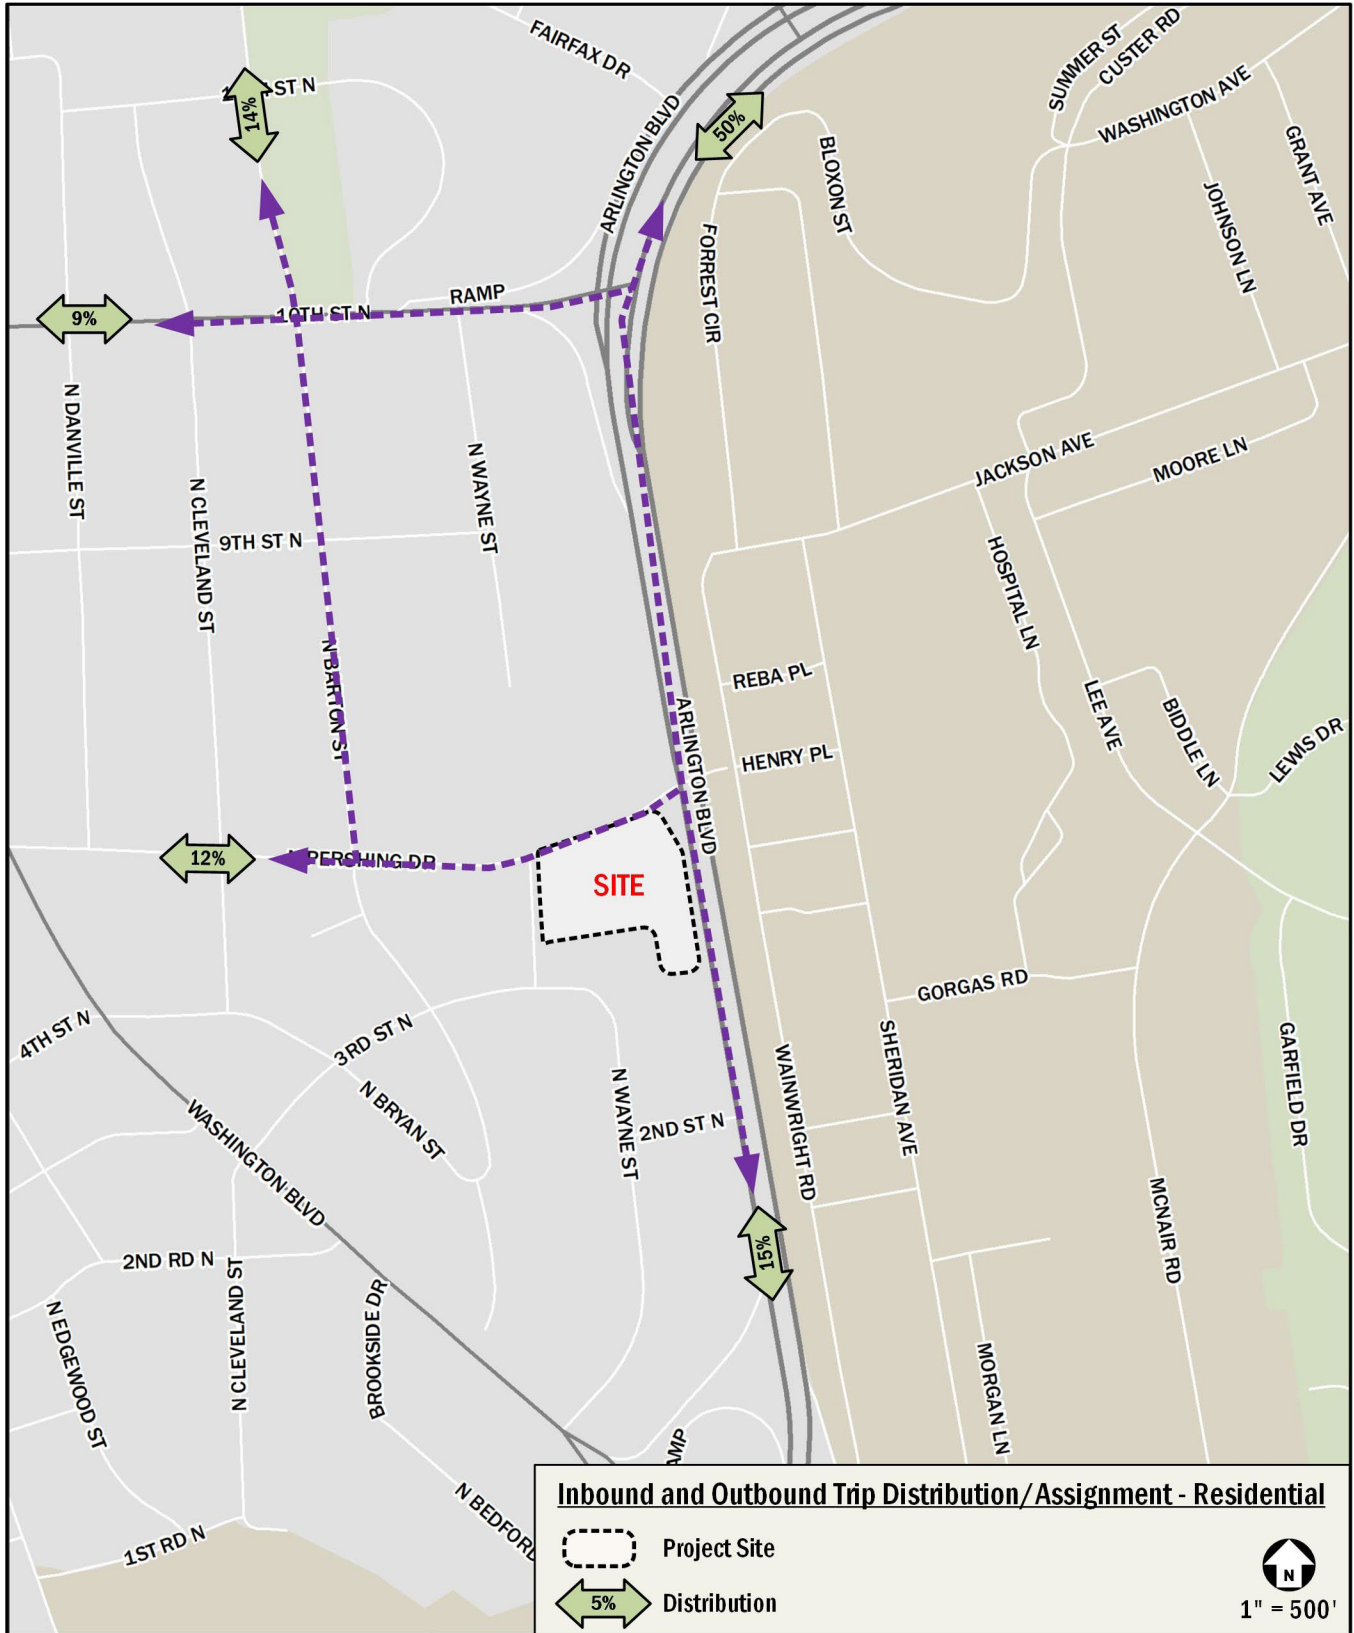 FAIRFAX DR
SUMMER ST
CUSTER RD
WASHINGTON AVE
ST N
14%
ARLINGTON BLVD
50%
BLOXON ST
GRANT AVE
JOHNSON LN
FORREST CIR
RAMP
10TH ST N
9%
N DANVILLE ST
N CLEVELAND ST
N WAYNE ST
9TH ST N
JACKSON AVE
MOORE LN
HOSPITAL LN
N BARTON ST
REBA PL
ARLINGTON BLVD
HENRY PL
LEE AVE
BIDDLE LN
LEWIS DR
12%
PERSHING DR
SITE
GORGAS RD
4TH ST N
3RD ST N
N BRYAN ST
N WAYNE ST
2ND ST N
WAINWRIGHT RD
SHERIDAN AVE
GARFIELD DR
WASHINGTON BLVD
MCNAIR RD
15%
2ND RD N
N CLEVELAND ST
BROOKSIDE DR
N EDGEWOOD ST
MORGAN LN
AMP
N BEDFORD
1ST RD N
Inbound and Outbound Trip Distribution/Assignment - Residential
Project Site
5%
Distribution
N
1" = 500'